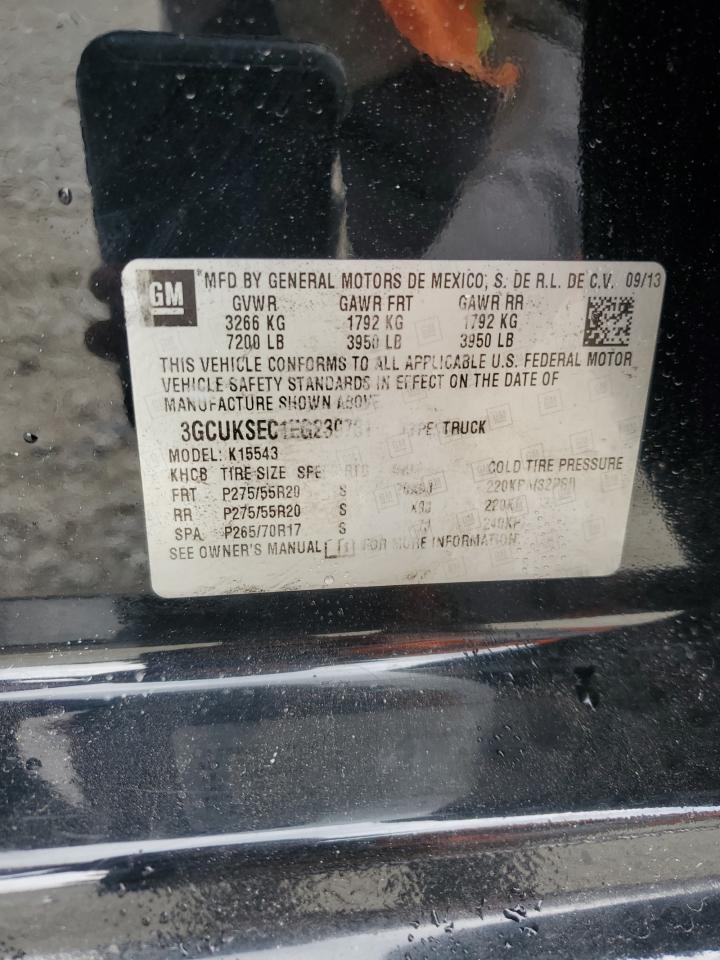 GM
*MFD BY GENERAL MOTORS DE MEXICO, S. DE R.L. DE C.V. 09/13
GVWR GAWR FRT GAWR RR
3266 KG 1792 KG 1792 KG
7200 LB 3950 LB 3950 LB
THIS VEHICLE CONFORMS TO ALL APPLICABLE U.S. FEDERAL MOTOR
VEHICLE SAFETY STANDARDS IN EFFECT ON THE DATE OF
MANUFACTURE SHOWN ABOVE
TRUCK
MODEL: K15543
KHCB TIRE SIZE COLD TIRE PRESSURE
FRT P275/55R20 S
RR P275/55R20 S
SPA P265/70R17 S
SEE OWNER'S MANUAL FOR MORE INFORMATION